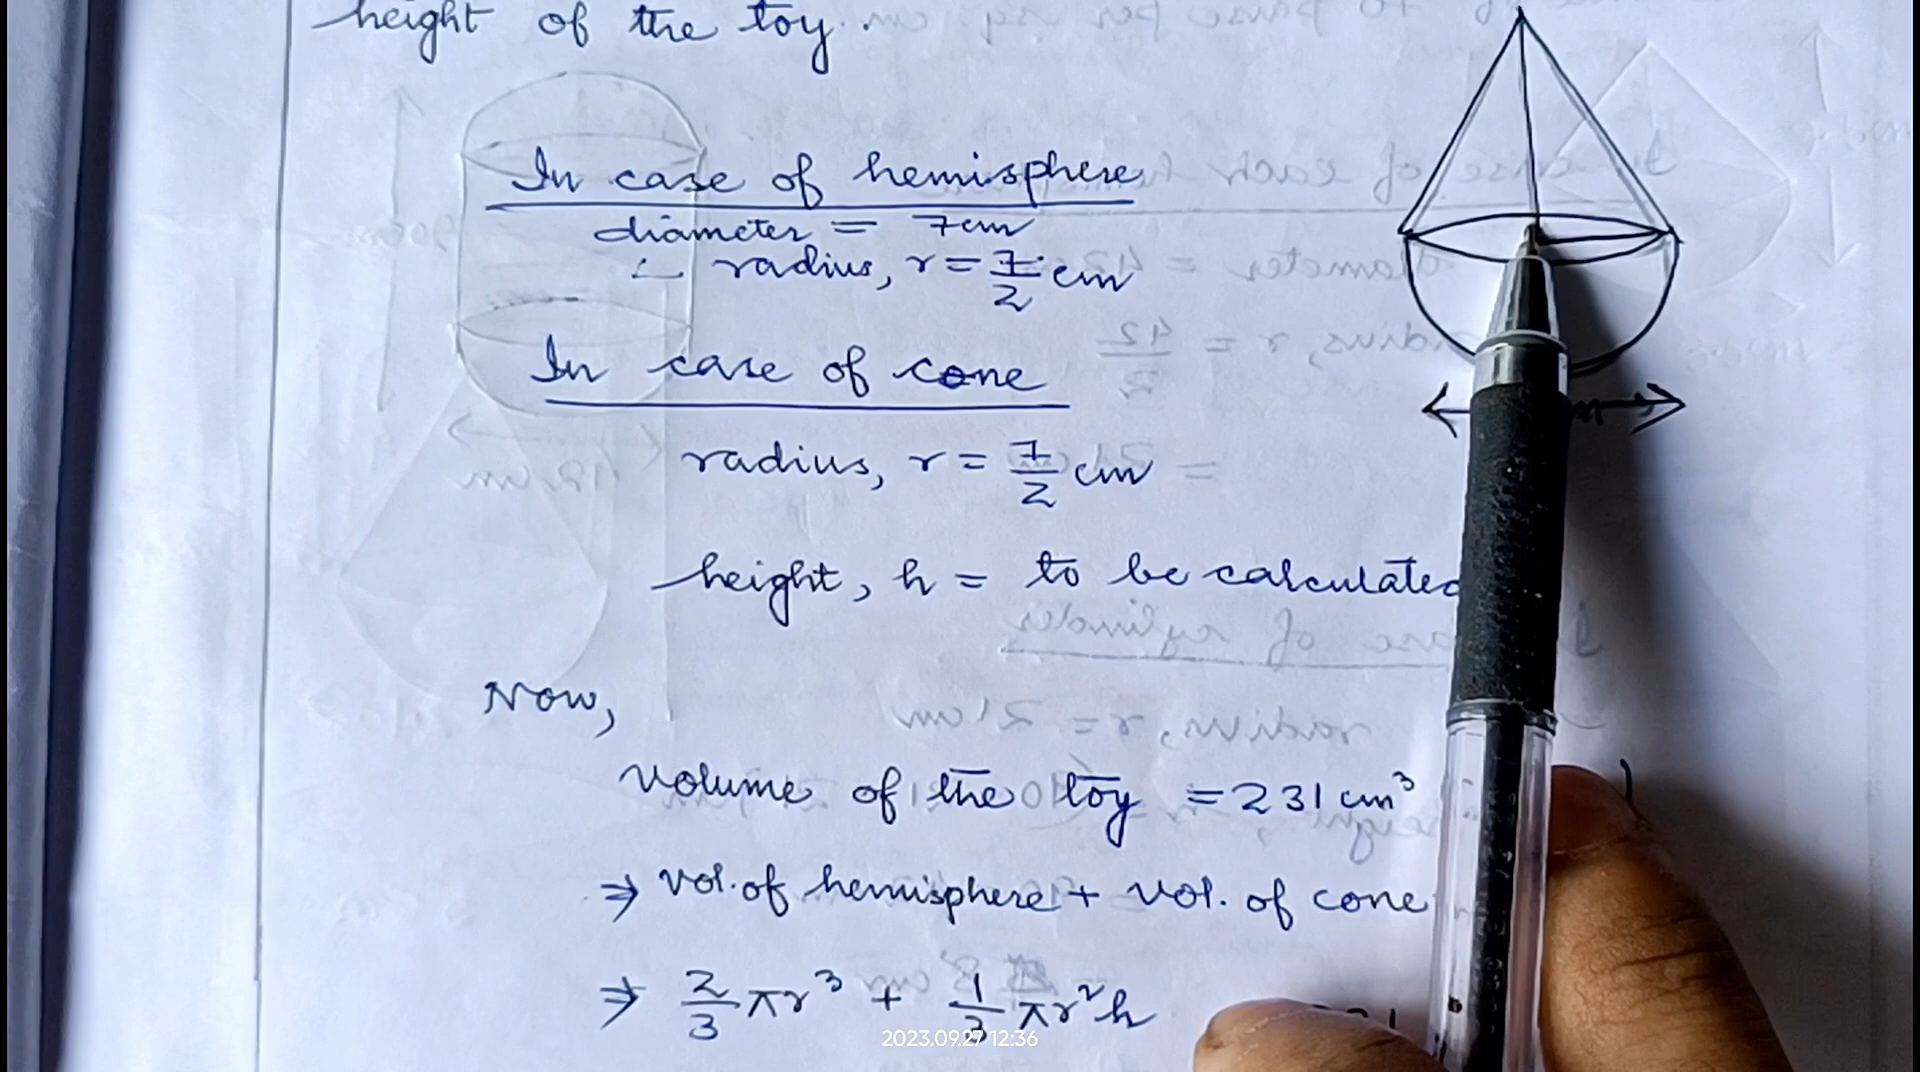 height of the toy.
In case of hemisphere
diameter = 7cm
radius, r = 7/2 cm
In case of cone
radius, r = 7/2 cm
height, h = to be calculated
Now,
Volume of the toy = 231 cm³
⇒ vol. of hemisphere + vol. of cone
⇒ 2/3 πr³ + 1/3 πr²h
2023.09.27 12:36